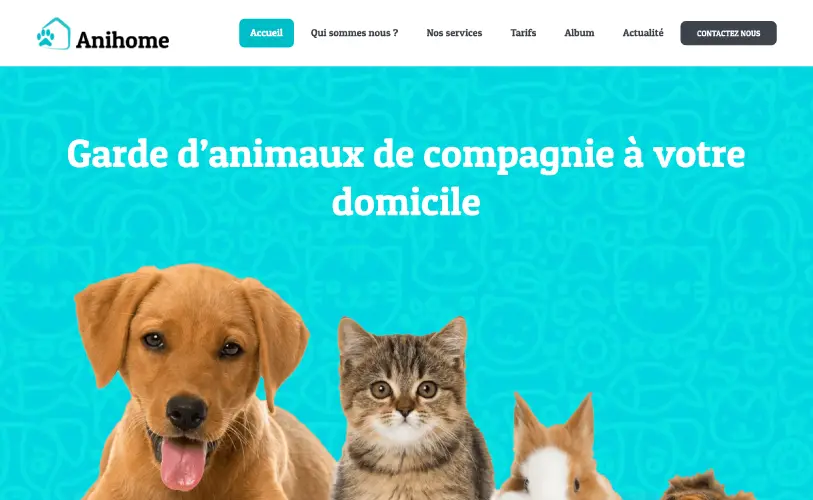 Anihome
Accueil
Qui sommes nous ?
Nos services
Tarifs
Album
Actualité
CONTACTEZ NOUS
Garde d’animaux de compagnie à votre
domicile